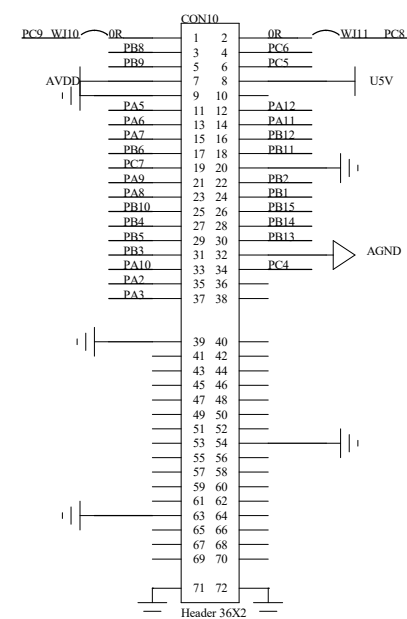 CON10
PC9 WJ10 0R 1 2 0R WJ11 PC8
PB8 3 4 PC6
PB9 5 6 PC5
AVDD 7 8 U5V
9 10
PA5 11 12 PA12
PA6 13 14 PA11
PA7 15 16 PB12
PB6 17 18 PB11
PC7 19 20
PA9 21 22 PB2
PA8 23 24 PB1
PB10 25 26 PB15
PB4 27 28 PB14
PB5 29 30 PB13
PB3 31 32 AGND
PA10 33 34 PC4
PA2 35 36
PA3 37 38
39 40
41 42
43 44
45 46
47 48
49 50
51 52
53 54
55 56
57 58
59 60
61 62
63 64
65 66
67 68
69 70
71 72
Header 36X2